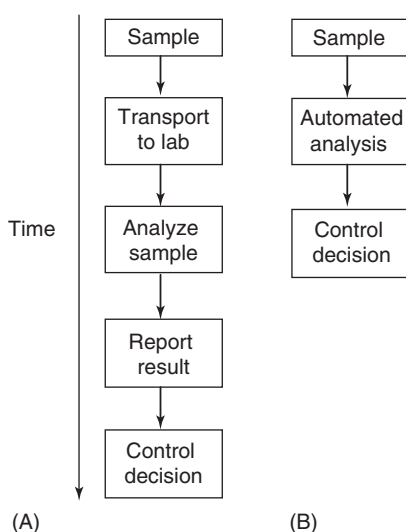 Sample
Transport
to lab
Time
Analyze
sample
Report
result
Control
decision
(A)
Sample
Automated
analysis
Control
decision
(B)